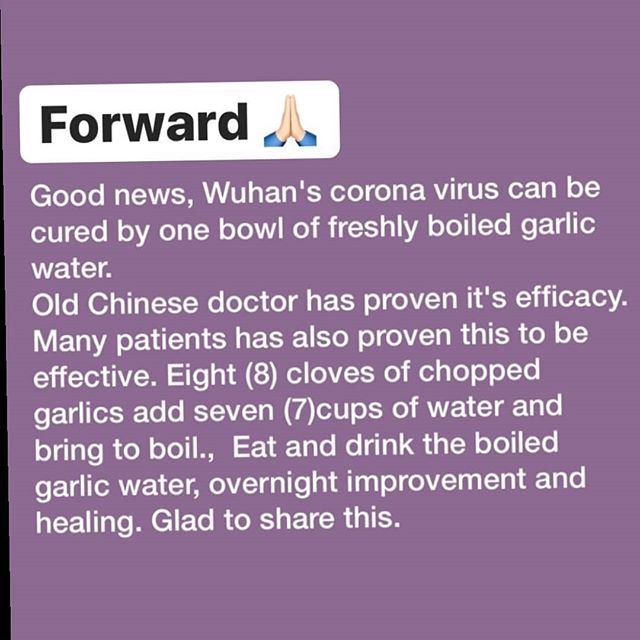 Forward 🙏🏻
Good news, Wuhan's corona virus can be
cured by one bowl of freshly boiled garlic
water.
Old Chinese doctor has proven it's efficacy.
Many patients has also proven this to be
effective. Eight (8) cloves of chopped
garlics add seven (7)cups of water and
bring to boil.,  Eat and drink the boiled
garlic water, overnight improvement and
healing. Glad to share this.